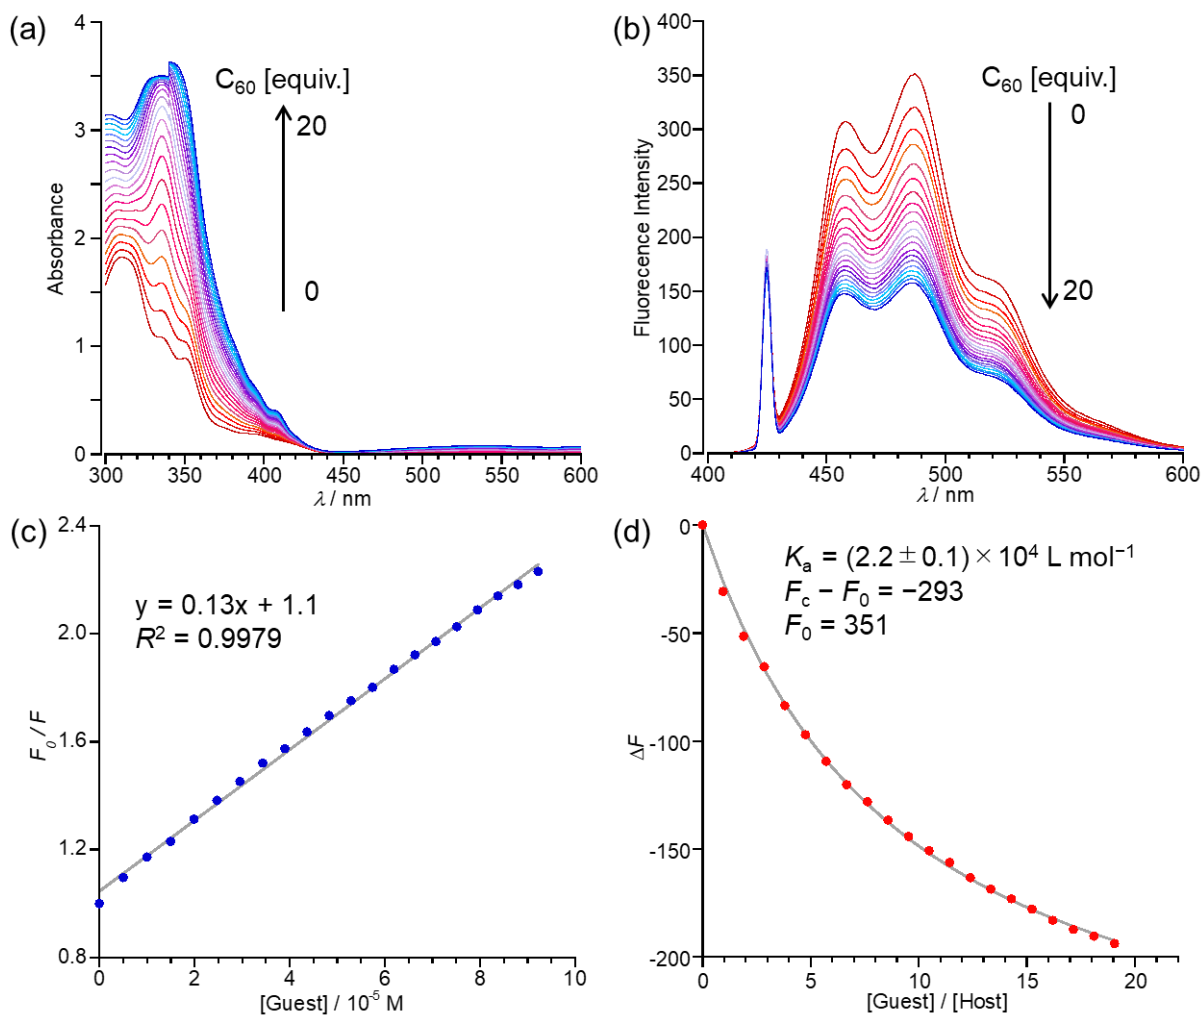 (a)
4
3
2
1
0
Absorbance
C60 [equiv.]
20
0
300 350 400 450 500 550 600
λ / nm
(b)
400
350
300
250
200
150
100
50
0
Fluorecence Intensity
C60 [equiv.]
0
20
400 450 500 550 600
λ / nm
(c)
2.4
2.0
1.6
1.2
0.8
F0 / F
y = 0.13x + 1.1
R² = 0.9979
0 2 4 6 8 10
[Guest] / 10⁻⁵ M
(d)
0
-50
-100
-150
-200
ΔF
Ka = (2.2 ± 0.1) × 10⁴ L mol⁻¹
Fc − F0 = −293
F0 = 351
0 5 10 15 20
[Guest] / [Host]